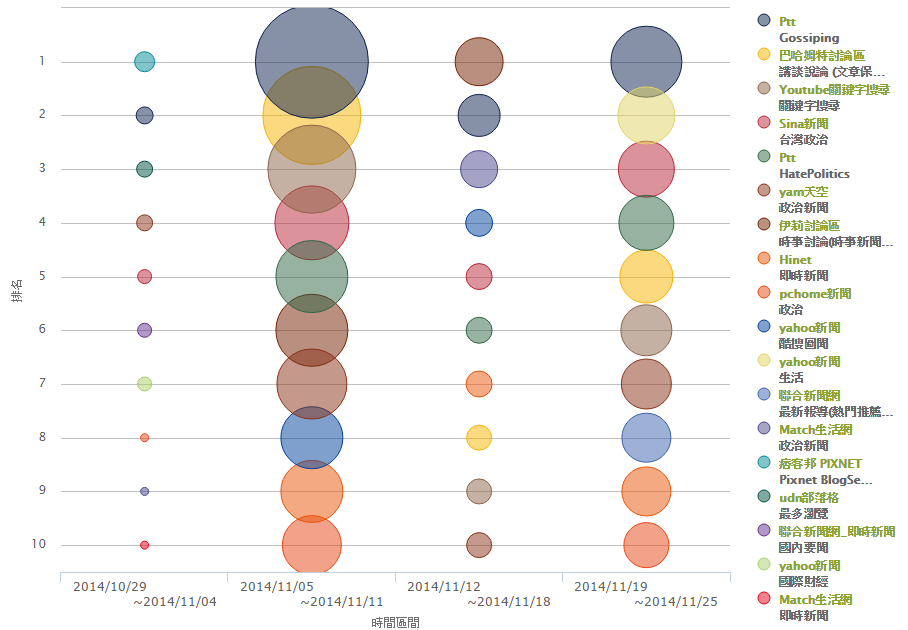 排名
1
2
3
4
5
6
7
8
9
10
2014/10/29
~2014/11/04
2014/11/05
~2014/11/11
2014/11/12
~2014/11/18
2014/11/19
~2014/11/25
時間區間
Ptt
Gossiping
巴哈姆特討論區
講談說論 (文章保...
Youtube關鍵字搜尋
關鍵字搜尋
Sina新聞
台灣政治
Ptt
HatePolitics
yam天空
政治新聞
伊莉討論區
時事討論(時事新聞...
Hinet
即時新聞
pchome新聞
政治
yahoo新聞
酷搜圖聞
yahoo新聞
生活
聯合新聞網
最新報導(熱門推薦...
Match生活網
政治新聞
痞客邦 PIXNET
Pixnet BlogSe...
udn部落格
最多瀏覽
聯合新聞網_即時新聞
國內要聞
yahoo新聞
國際財經
Match生活網
即時新聞